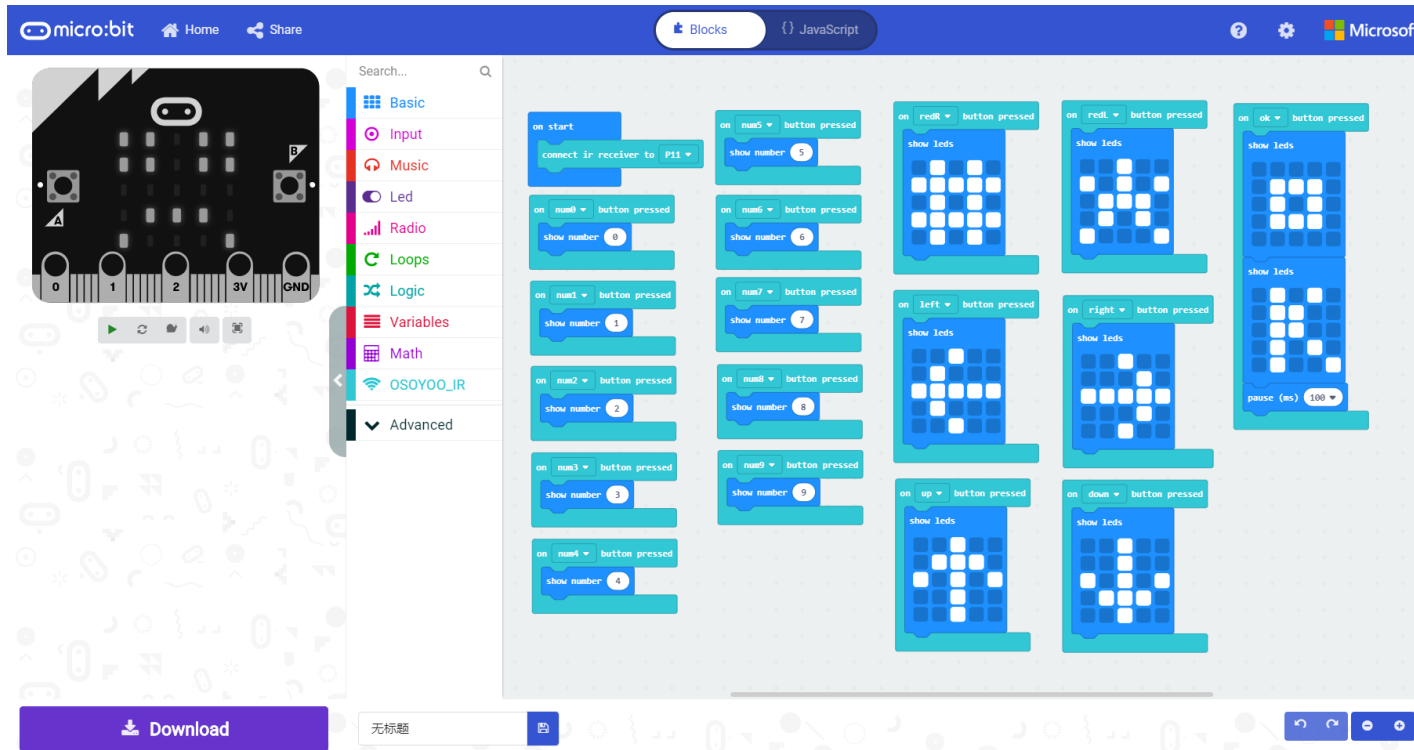 micro:bit Home Share Blocks {} JavaScript ? Microsof
Search...
Basic
Input
Music
Led
Radio
Loops
Logic
Variables
Math
OSOYOO_IR
Advanced
B
A
0 1 2 3V GND
on start
connect ir receiver to P11
on num0 button pressed
show number 0
on num1 button pressed
show number 1
on num2 button pressed
show number 2
on num3 button pressed
show number 3
on num4 button pressed
show number 4
on num5 button pressed
show number 5
on num6 button pressed
show number 6
on num7 button pressed
show number 7
on num8 button pressed
show number 8
on num9 button pressed
show number 9
on redR button pressed
show leds
on left button pressed
show leds
on up button pressed
show leds
on redL button pressed
show leds
on right button pressed
show leds
on down button pressed
show leds
on ok button pressed
show leds
show leds
pause (ms) 100
Download
无标题